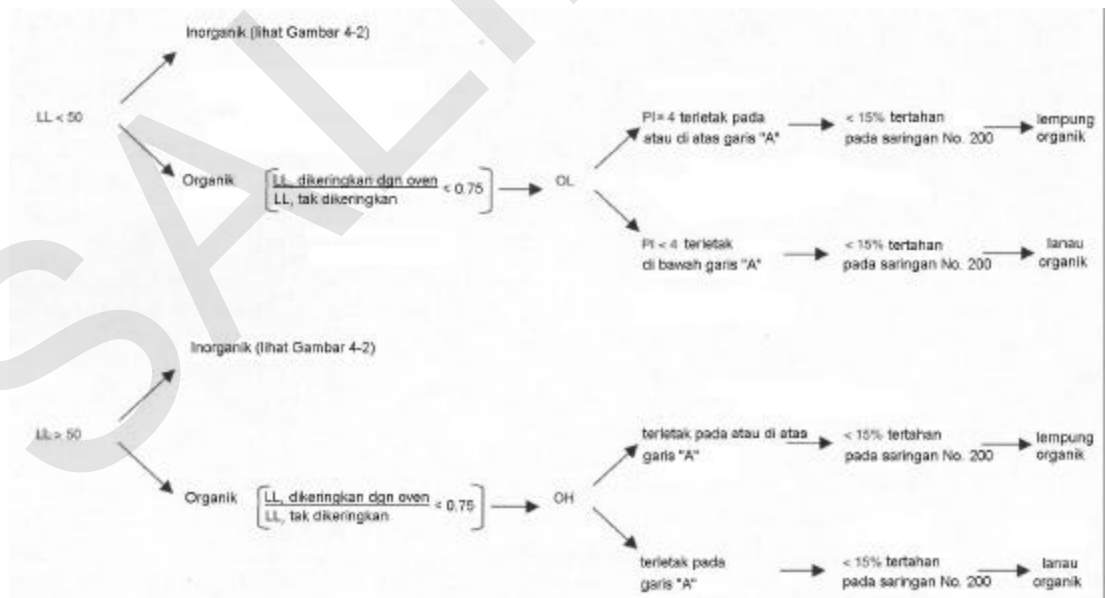 Inorganik (lihat Gambar 4-2)
LL < 50
Organik
LL, dikeringkan dgn oven
LL, tak dikeringkan
< 0.75
OL
PI= 4 terletak pada
atau di atas garis "A"
< 15% tertahan
pada saringan No. 200
lempung
organik
PI < 4 terletak
di bawah garis "A"
< 15% tertahan
pada saringan No. 200
lanau
organik
Inorganik (lihat Gambar 4-2)
LL > 50
Organik
LL, dikeringkan dgn oven
LL, tak dikeringkan
< 0.75
OH
terletak pada atau di atas
garis "A"
< 15% tertahan
pada saringan No. 200
lempung
organik
terletak pada
garis "A"
< 15% tertahan
pada saringan No. 200
lanau
organik